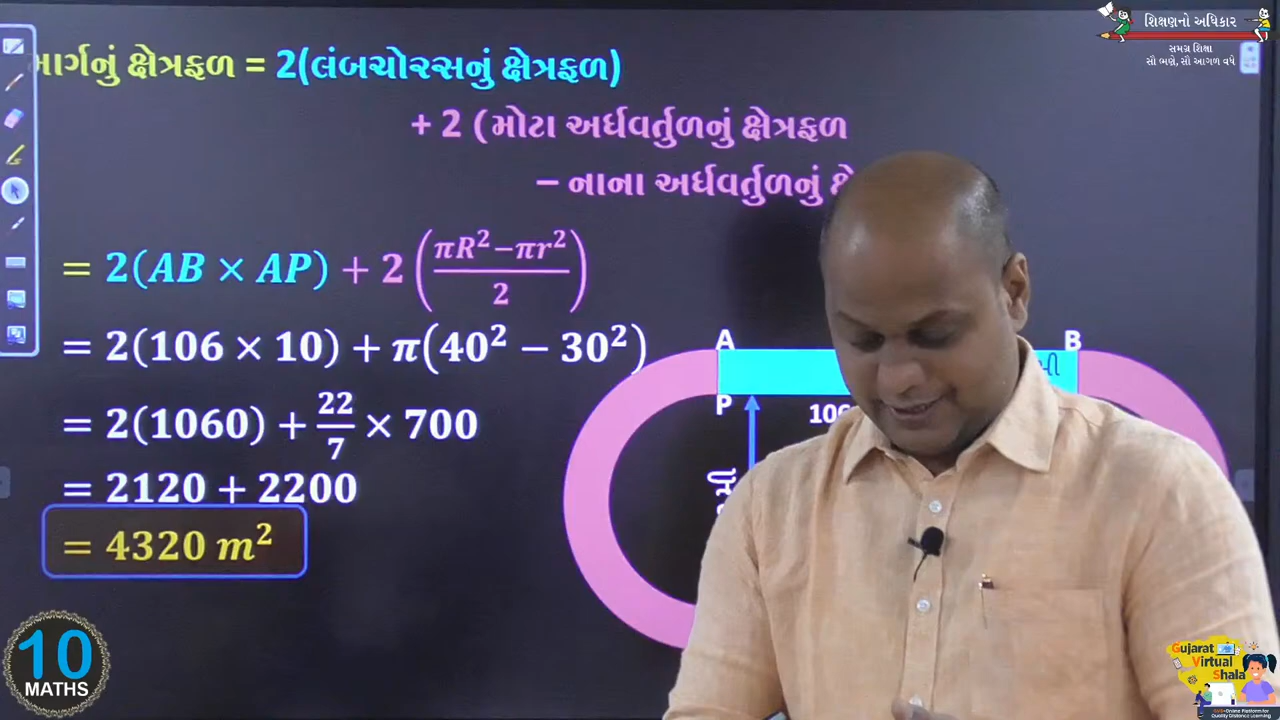 શિક્ષણનો અધિકાર
સમગ્ર શિક્ષા
સૌ ભણે, સૌ આગળ વધે
માર્ગનું ક્ષેત્રફળ = 2(લંબચોરસનું ક્ષેત્રફળ)
+ 2 (મોટા અર્ધવર્તુળનું ક્ષેત્રફળ
− નાના અર્ધવર્તુળનું
= 2(AB × AP) + 2 ((πR² − πr²)/2)
= 2(106 × 10) + π(40² − 30²)
= 2(1060) + 22/7 × 700
= 2120 + 2200
= 4320 m²
A
B
P
10
MATHS
Gujarat
Virtual
Shala